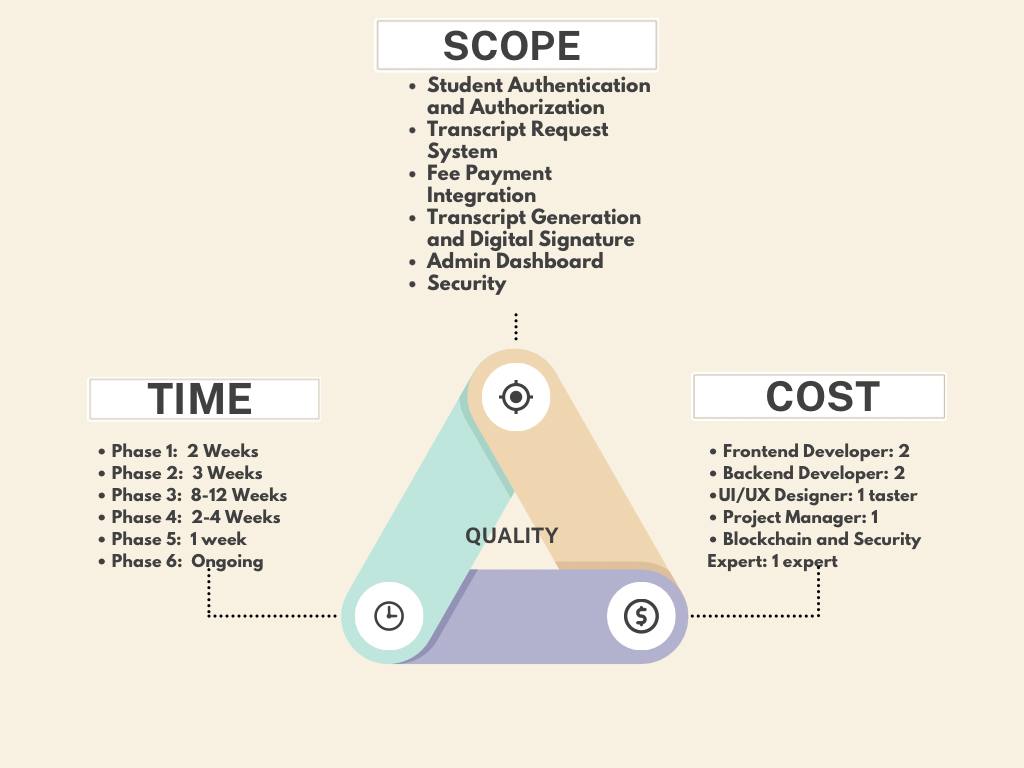 SCOPE
• Student Authentication
and Authorization
• Transcript Request
System
• Fee Payment
Integration
• Transcript Generation
and Digital Signature
• Admin Dashboard
• Security
TIME
• Phase 1:  2 Weeks
• Phase 2:  3 Weeks
• Phase 3:  8-12 Weeks
• Phase 4:  2-4 Weeks
• Phase 5:  1 week
• Phase 6:  Ongoing
COST
• Frontend Developer: 2
• Backend Developer: 2
•UI/UX Designer: 1 taster
• Project Manager: 1
• Blockchain and Security
Expert: 1 expert
QUALITY
$